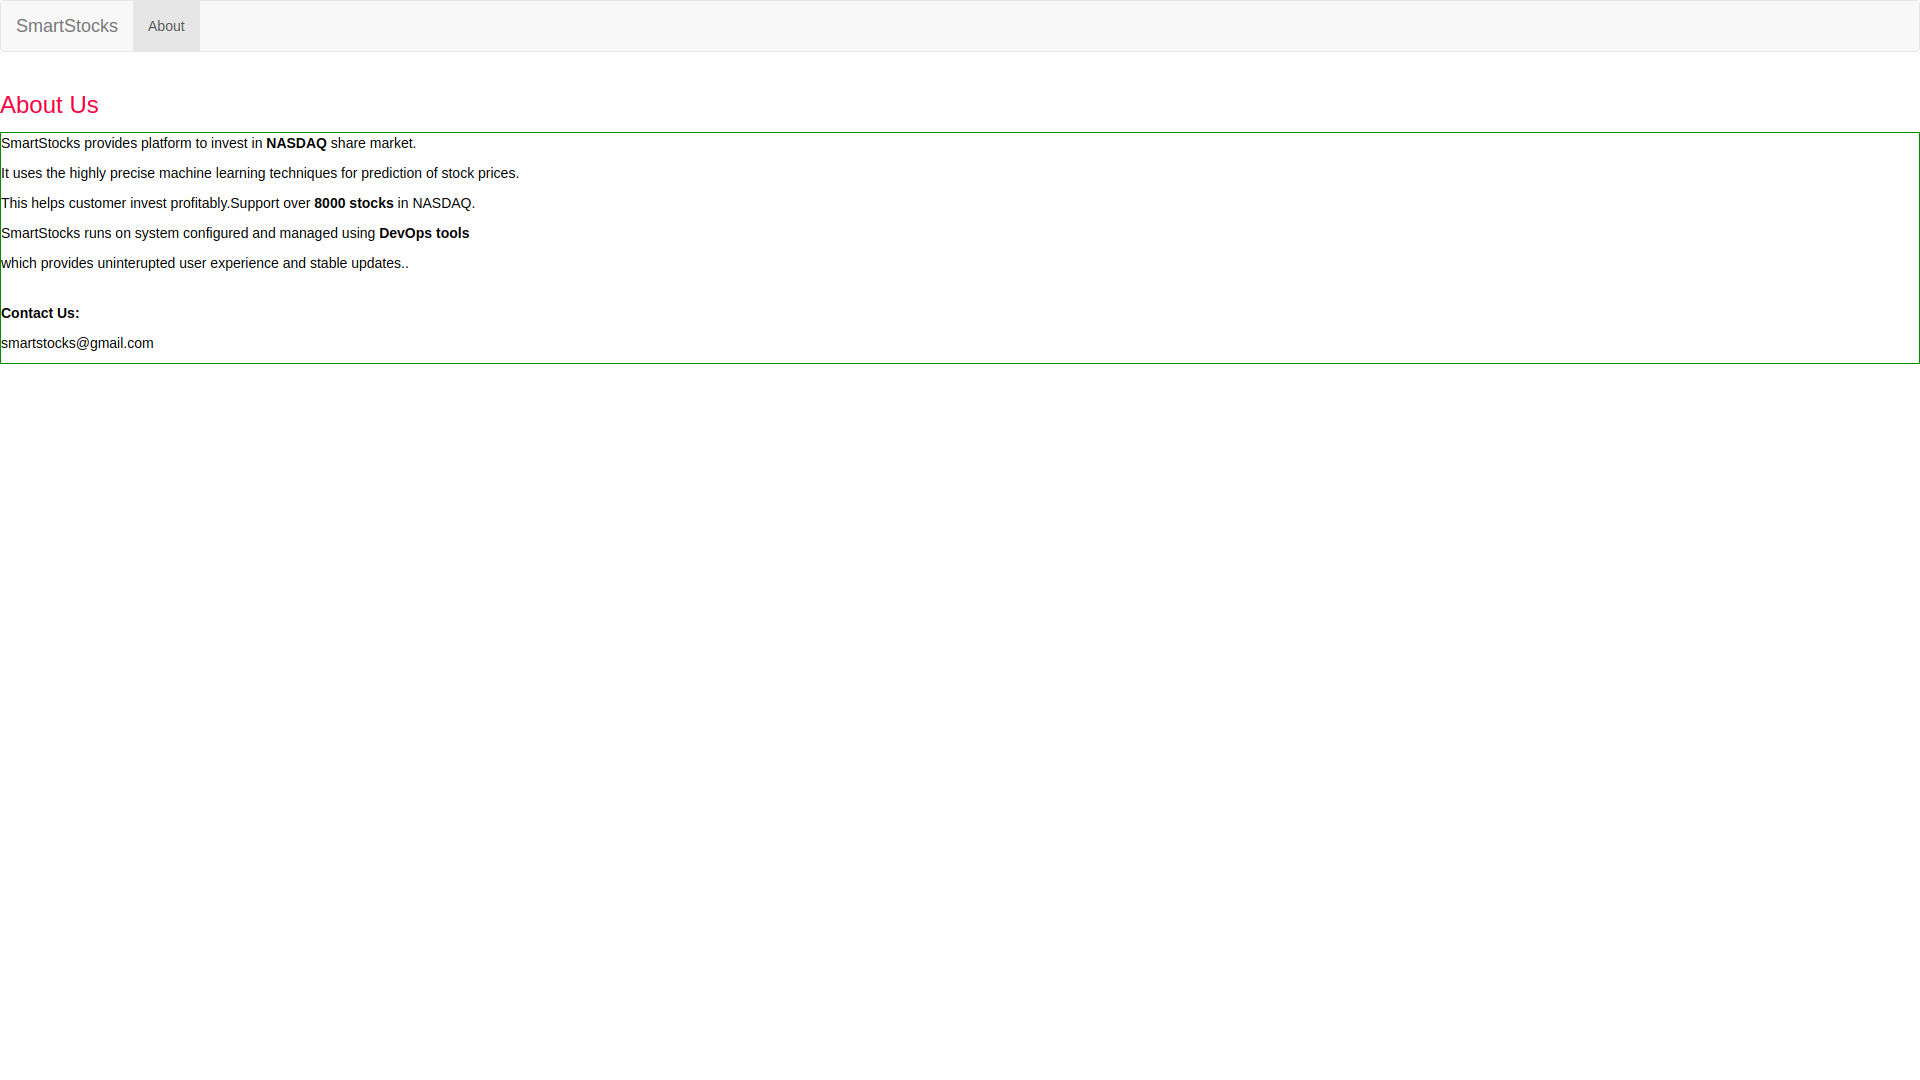 SmartStocks About
About Us
SmartStocks provides platform to invest in NASDAQ share market.
It uses the highly precise machine learning techniques for prediction of stock prices.
This helps customer invest profitably.Support over 8000 stocks in NASDAQ.
SmartStocks runs on system configured and managed using DevOps tools
which provides uninterupted user experience and stable updates..
Contact Us:
smartstocks@gmail.com